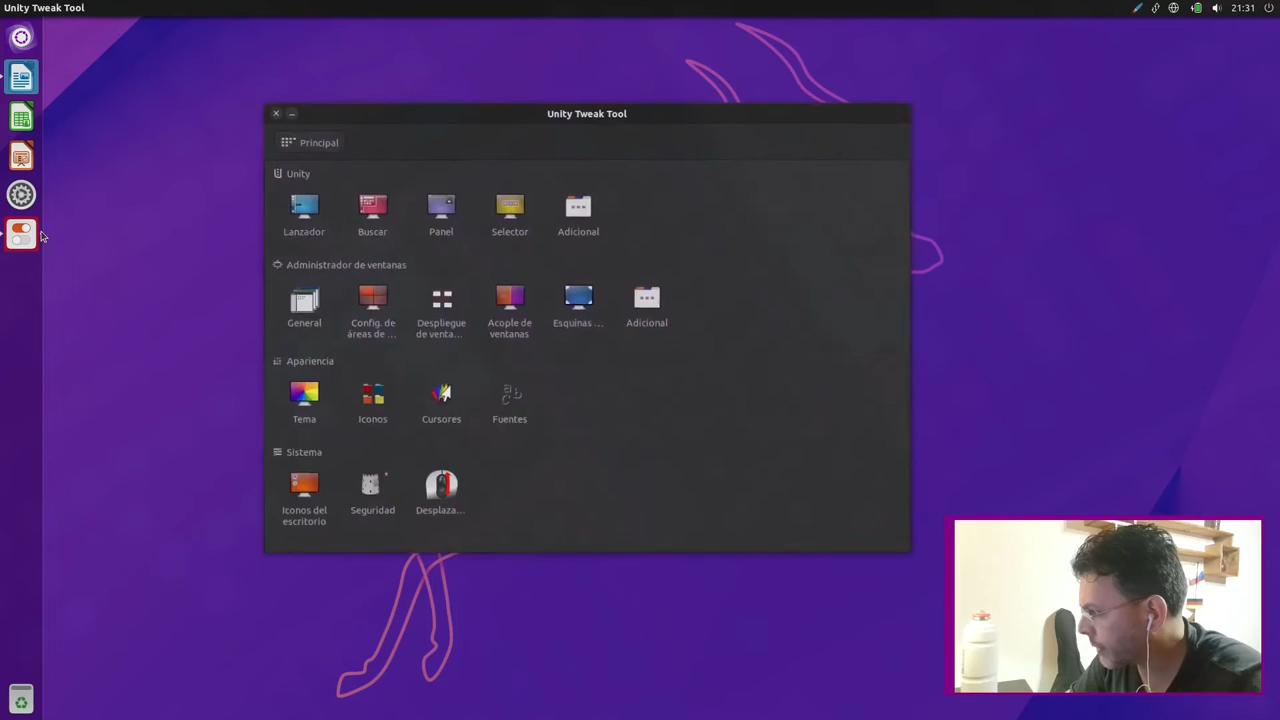 Unity Tweak Tool
21:31
Unity Tweak Tool
Principal
Unity
Lanzador
Buscar
Panel
Selector
Adicional
Administrador de ventanas
General
Config. de
áreas de ...
Despliegue
de venta...
Acople de
ventanas
Esquinas ...
Adicional
Apariencia
Tema
Iconos
Cursores
Fuentes
Sistema
Iconos del
escritorio
Seguridad
Desplaza...